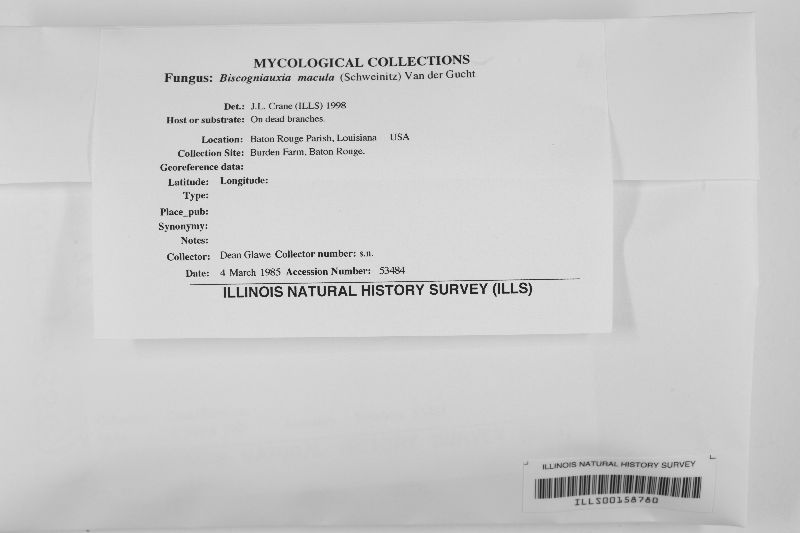 MYCOLOGICAL COLLECTIONS
Fungus: Biscogniauxia macula (Schweinitz) Van der Gucht
Det.: J.L. Crane (ILLS) 1998
Host or substrate: On dead branches.
Location: Baton Rouge Parish, Louisiana USA
Collection Site: Burden Farm, Baton Rouge.
Georeference data:
Latitude: Longitude:
Type:
Place_pub:
Synonymy:
Notes:
Collector: Dean Glawe Collector number: s.n.
Date: 4 March 1985 Accession Number: 53484
ILLINOIS NATURAL HISTORY SURVEY (ILLS)
ILLINOIS NATURAL HISTORY SURVEY
ILLS00158780